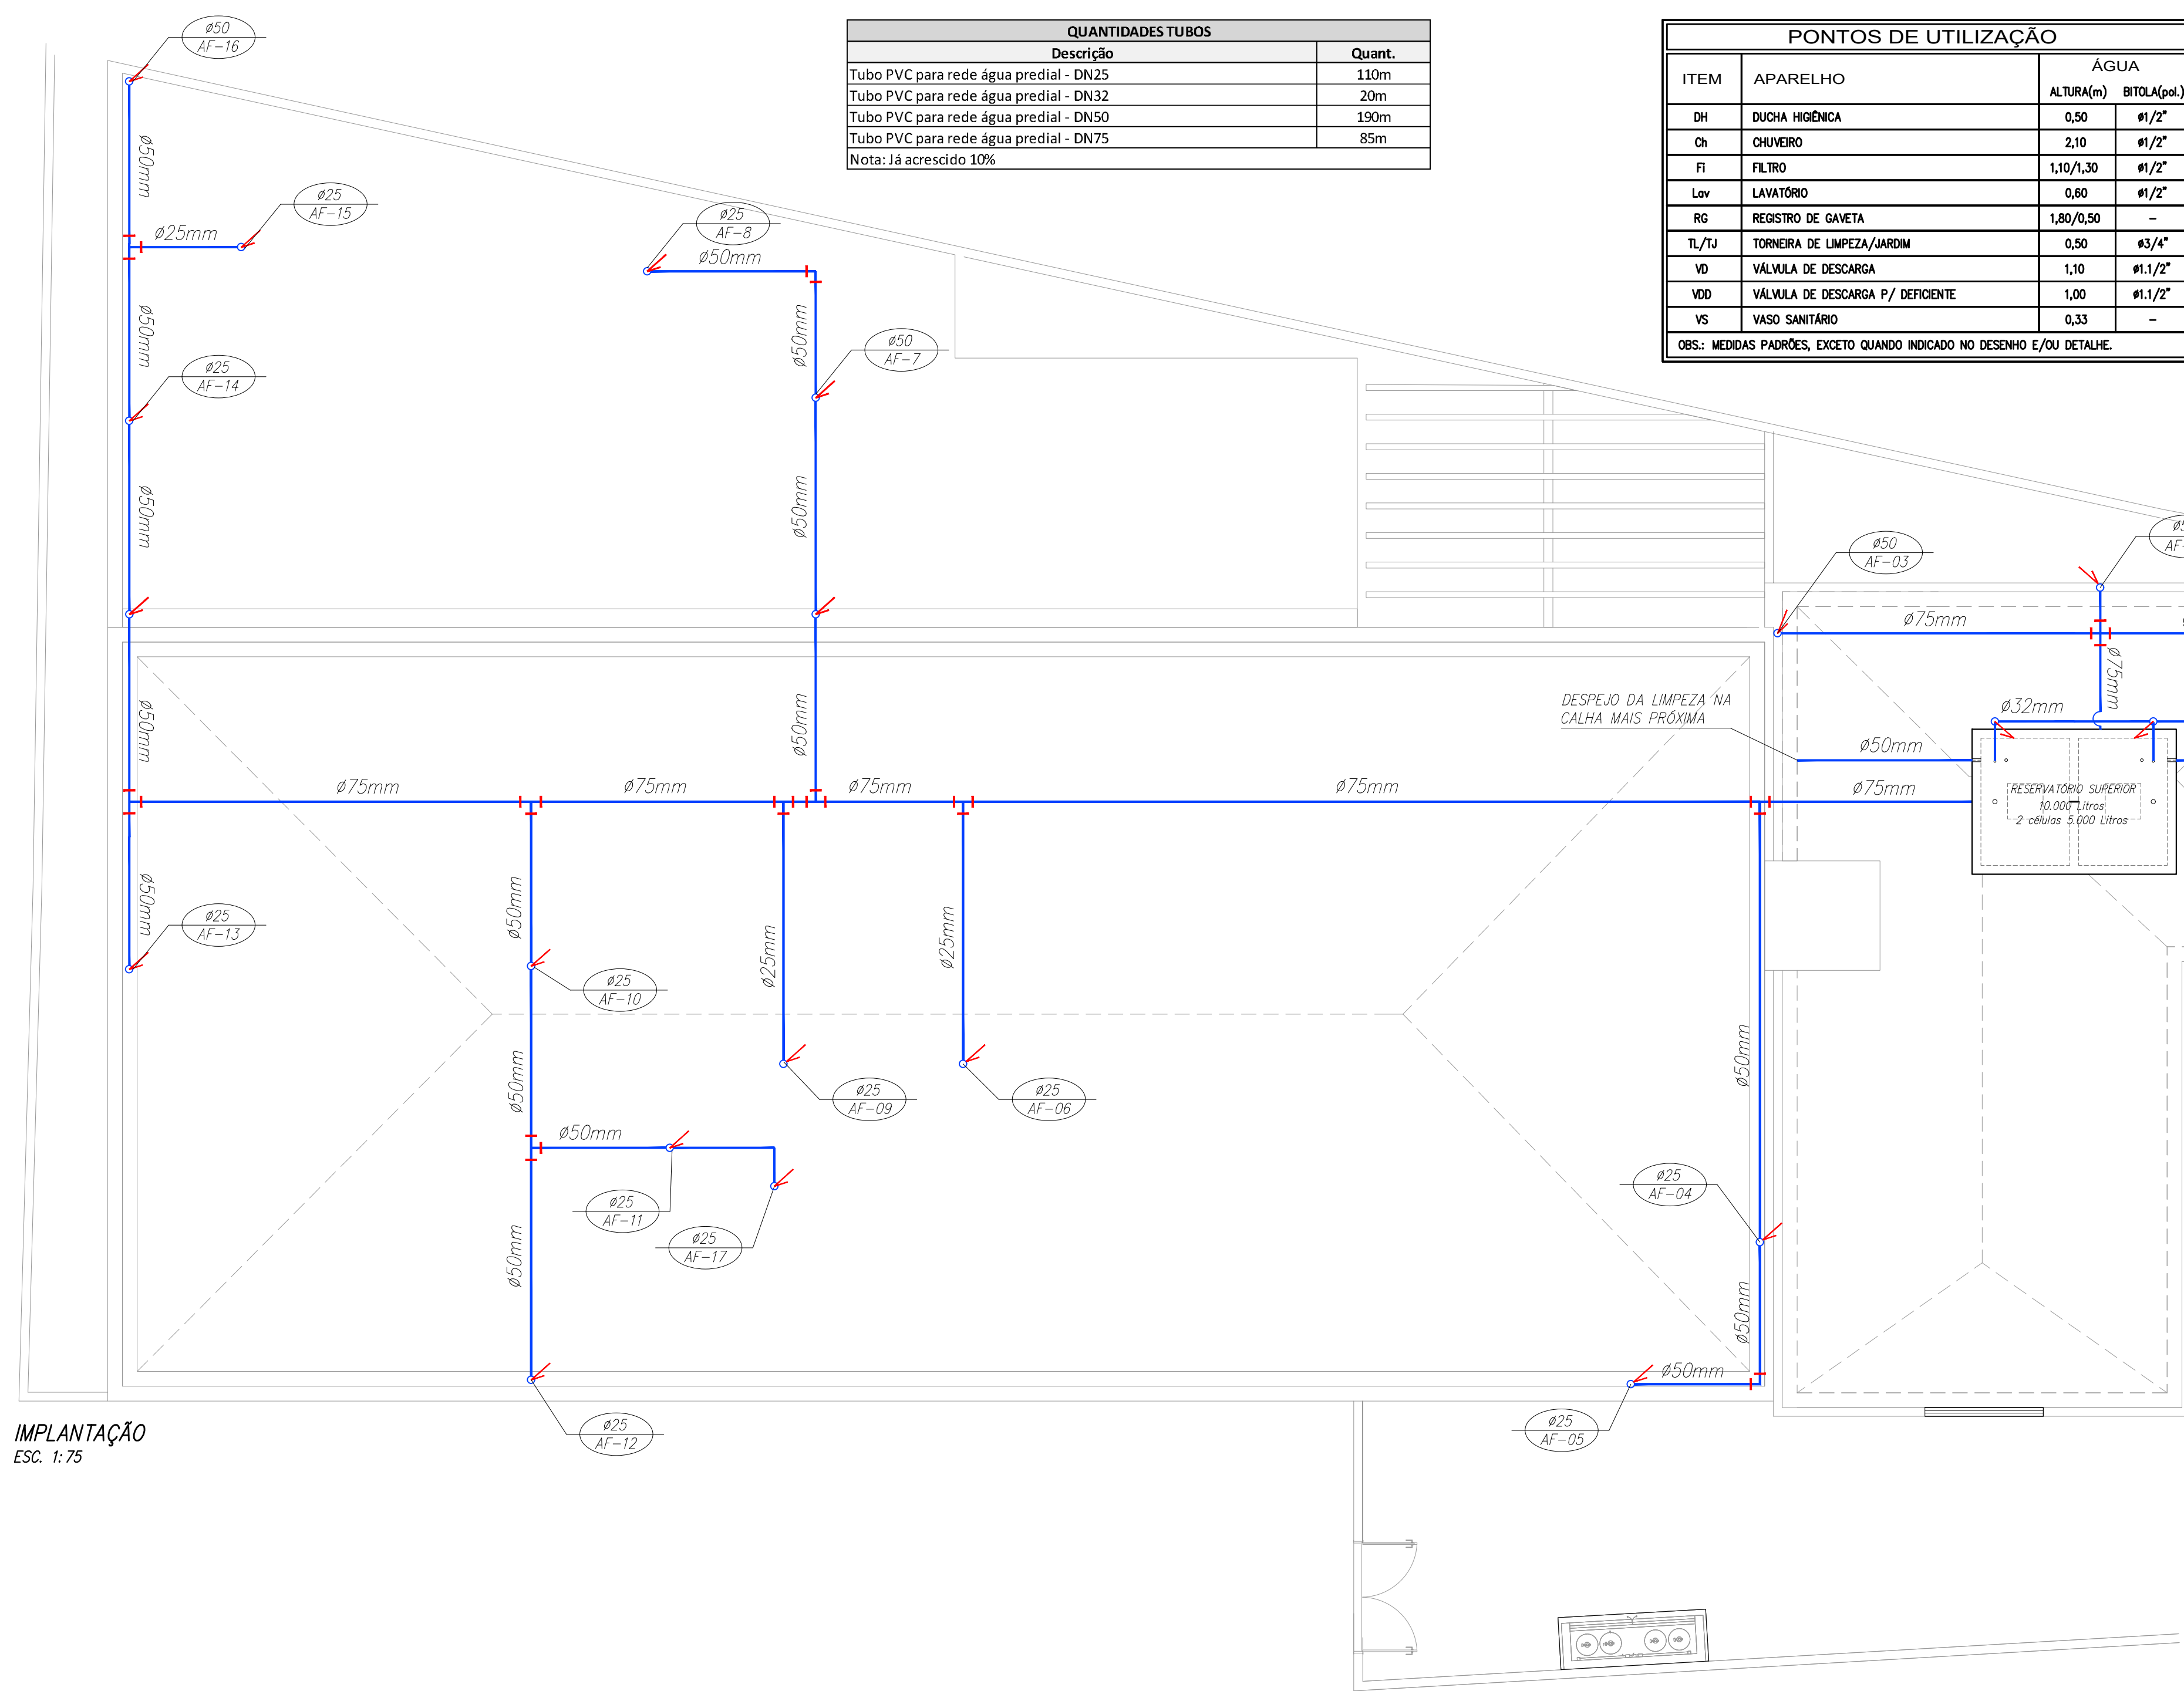 QUANTIDADES TUBOS
Descrição Quant.
Tubo PVC para rede água predial - DN25 110m
Tubo PVC para rede água predial - DN32 20m
Tubo PVC para rede água predial - DN50 190m
Tubo PVC para rede água predial - DN75 85m
Nota: Já acrescido 10%
PONTOS DE UTILIZAÇÃO
ITEM APARELHO ÁGUA
ALTURA(m) BITOLA(pol.)
DH DUCHA HIGIÊNICA 0,50 ø1/2"
Ch CHUVEIRO 2,10 ø1/2"
Fi FILTRO 1,10/1,30 ø1/2"
Lav LAVATÓRIO 0,60 ø1/2"
RG REGISTRO DE GAVETA 1,80/0,50 -
TL/TJ TORNEIRA DE LIMPEZA/JARDIM 0,50 ø3/4"
VD VÁLVULA DE DESCARGA 1,10 ø1.1/2"
VDD VÁLVULA DE DESCARGA P/ DEFICIENTE 1,00 ø1.1/2"
VS VASO SANITÁRIO 0,33 -
OBS.: MEDIDAS PADRÕES, EXCETO QUANDO INDICADO NO DESENHO E/OU DETALHE.
ø50
AF-16
ø50mm
ø25
AF-15
ø25mm
ø25
AF-8
ø50mm
ø50mm
ø50mm
ø50
AF-7
ø25
AF-14
ø50mm
ø50mm
ø50
AF-03
ø75mm
ø75mm
ø32mm
DESPEJO DA LIMPEZA NA
CALHA MAIS PRÓXIMA
ø50mm
ø50mm
ø50mm
ø75mm
ø75mm
ø75mm
ø75mm
ø75mm
RESERVATÓRIO SUPERIOR
10.000 Litros
2 células 5.000 Litros
ø50mm
ø25
AF-13
ø50mm
ø25mm
ø25mm
ø25
AF-10
ø50mm
ø50mm
ø25
AF-09
ø25
AF-06
ø50mm
ø25
AF-04
ø25
AF-11
ø25
AF-17
ø50mm
ø50mm
ø50mm
ø25
AF-12
ø25
AF-05
IMPLANTAÇÃO
ESC. 1:75